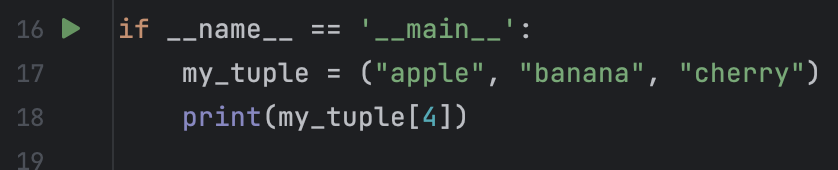 16 if __name__ == '__main__':
17     my_tuple = ("apple", "banana", "cherry")
18     print(my_tuple[4])
19